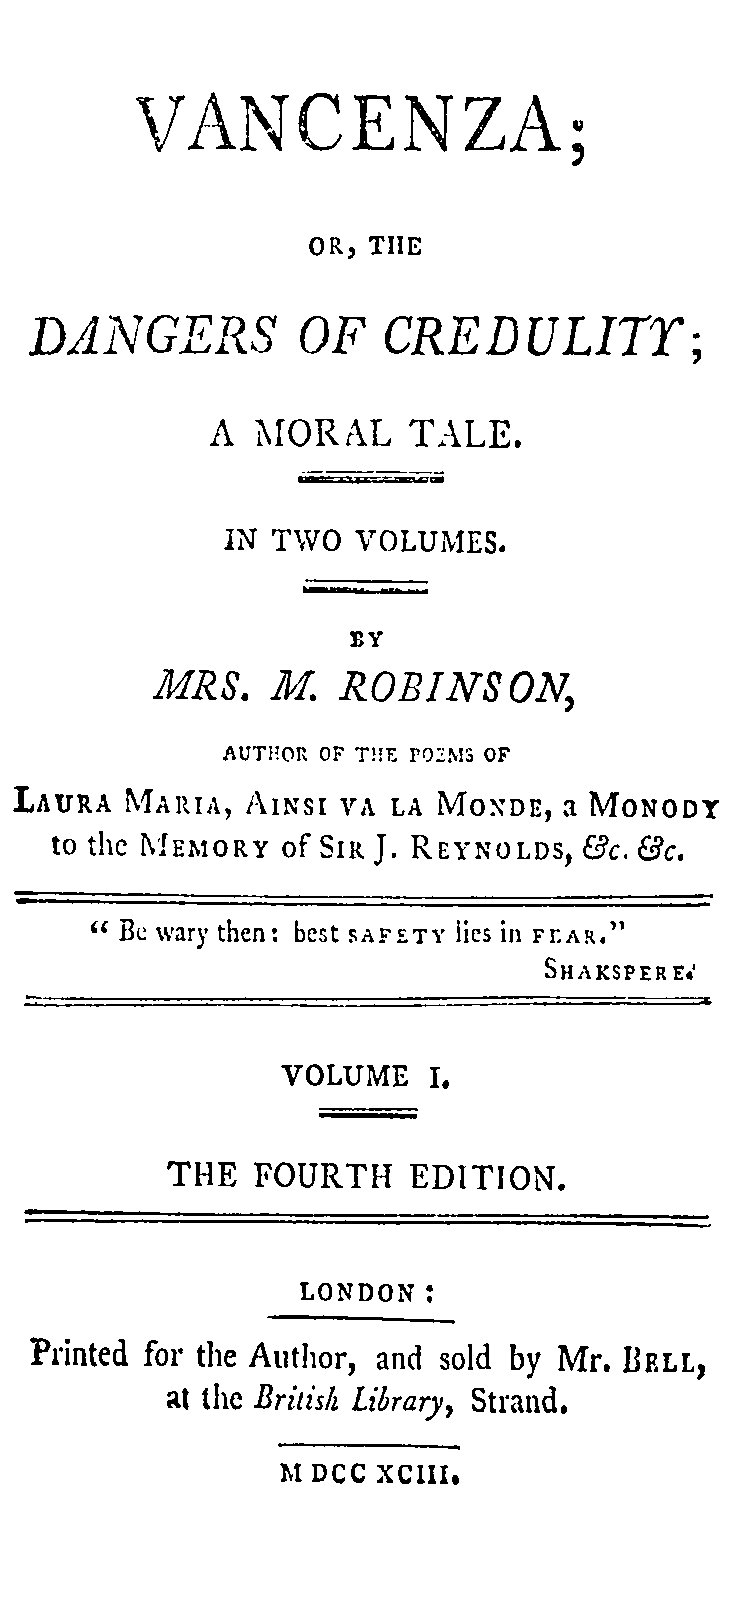 VANCENZA;
OR, THE
DANGERS OF CREDULITY;
A MORAL TALE.
IN TWO VOLUMES.
BY
MRS. M. ROBINSON,
AUTHOR OF THE POEMS OF
LAURA MARIA, AINSI VA LA MONDE, a MONODY
to the MEMORY of SIR J. REYNOLDS, &c. &c.
“ Be wary then: best SAFETY lies in FEAR.”
SHAKSPERE.
VOLUME I.
THE FOURTH EDITION.
LONDON:
Printed for the Author, and sold by Mr. BELL,
at the British Library, Strand.
M DCC XCIII.